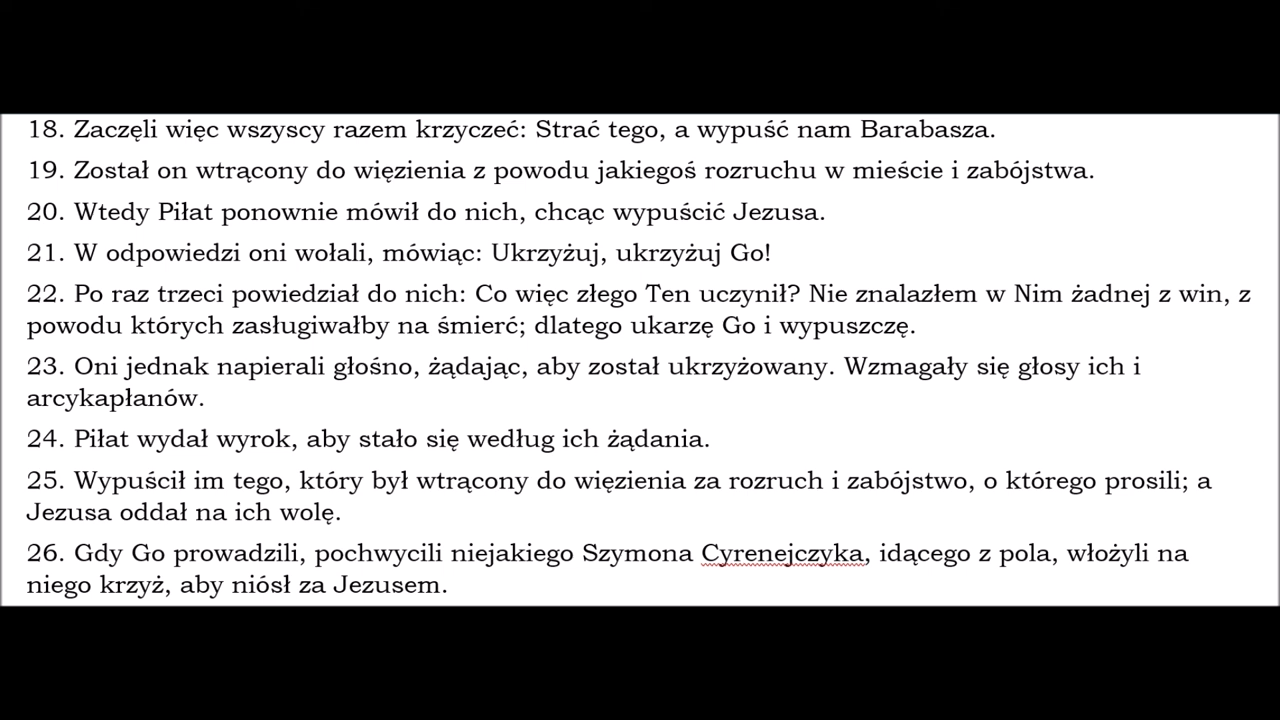 18. Zaczęli więc wszyscy razem krzyczeć: Strać tego, a wypuść nam Barabasza.
19. Został on wtrącony do więzienia z powodu jakiegoś rozruchu w mieście i zabójstwa.
20. Wtedy Piłat ponownie mówił do nich, chcąc wypuścić Jezusa.
21. W odpowiedzi oni wołali, mówiąc: Ukrzyżuj, ukrzyżuj Go!
22. Po raz trzeci powiedział do nich: Co więc złego Ten uczynił? Nie znalazłem w Nim żadnej z win, z
powodu których zasługiwałby na śmierć; dlatego ukarzę Go i wypuszczę.
23. Oni jednak napierali głośno, żądając, aby został ukrzyżowany. Wzmagały się głosy ich i
arcykapłanów.
24. Piłat wydał wyrok, aby stało się według ich żądania.
25. Wypuścił im tego, który był wtrącony do więzienia za rozruch i zabójstwo, o którego prosili; a
Jezusa oddał na ich wolę.
26. Gdy Go prowadzili, pochwycili niejakiego Szymona Cyrenejczyka, idącego z pola, włożyli na
niego krzyż, aby niósł za Jezusem.